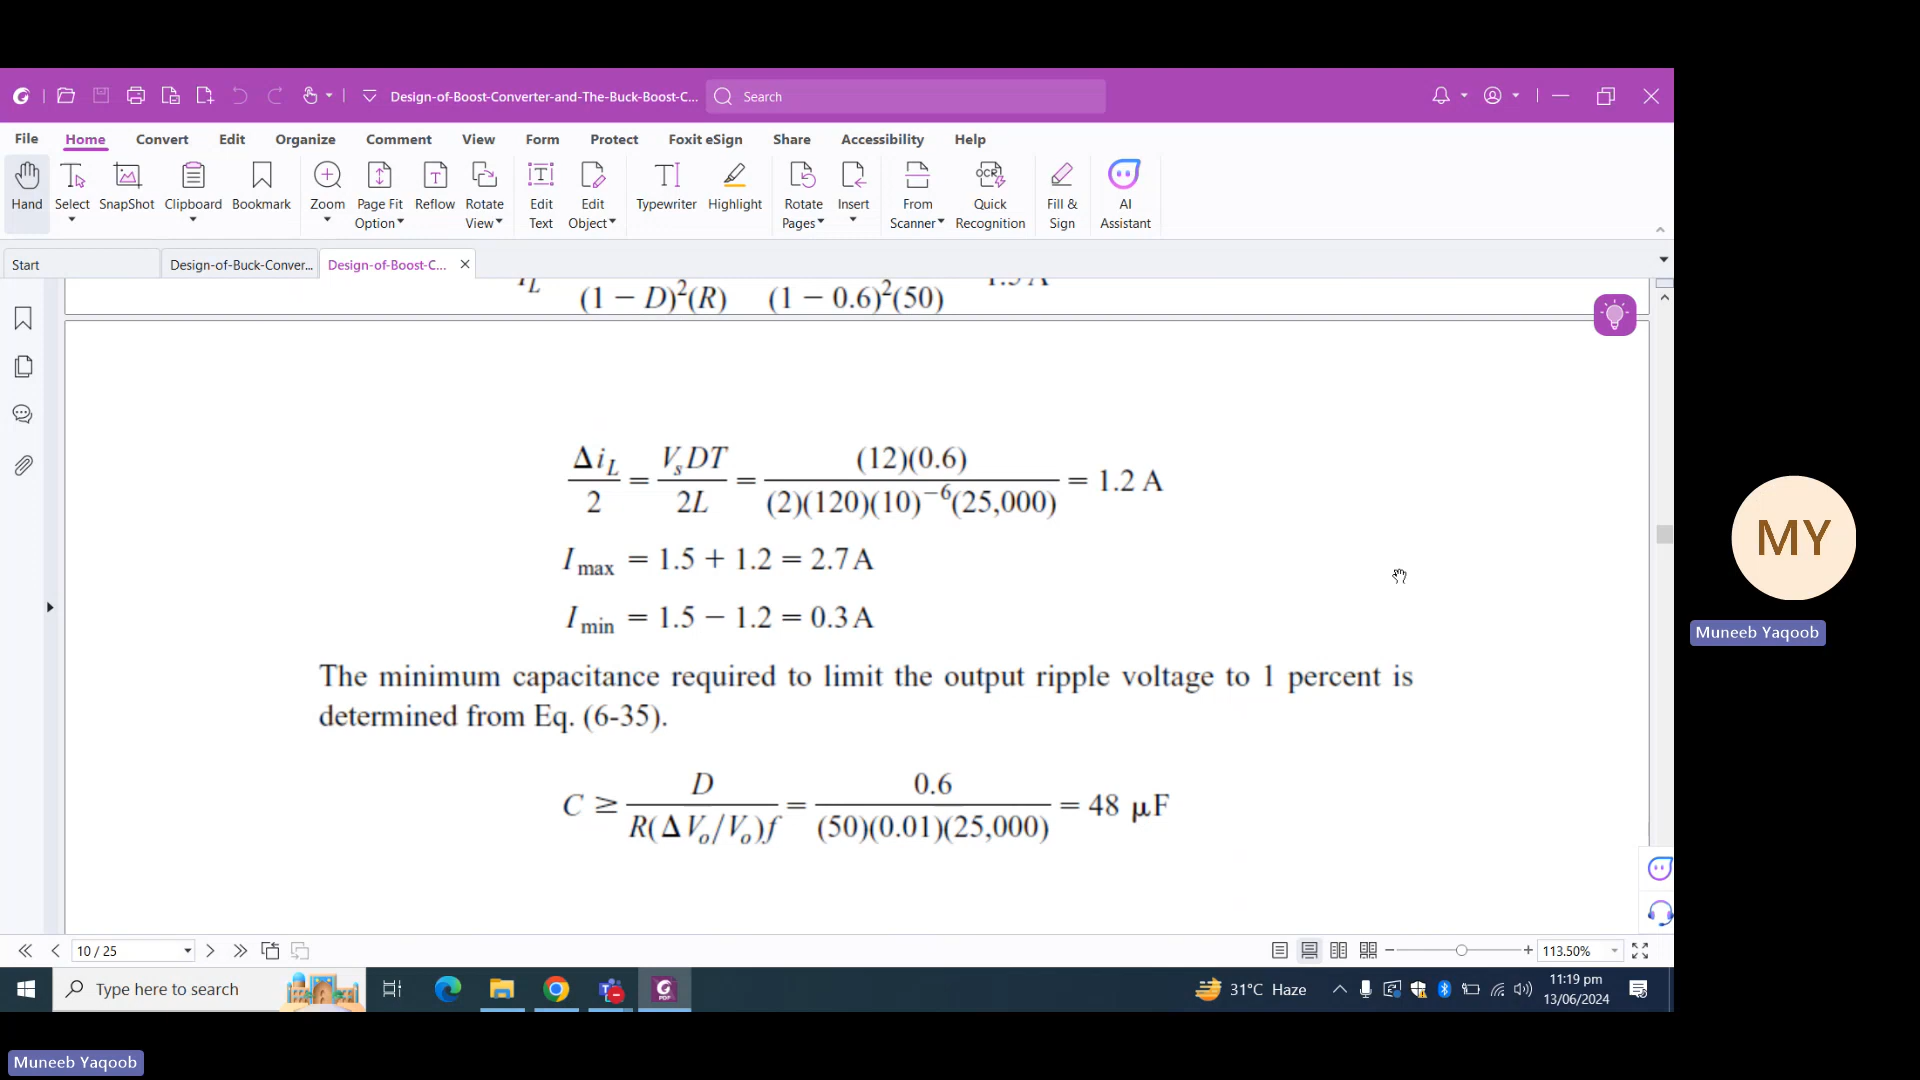 Design-of-Boost-Converter-and-The-Buck-Boost-C...
Search
File Home Convert Edit Organize Comment View Form Protect Foxit eSign Share Accessibility Help
Hand
Select
SnapShot
Clipboard
Bookmark
Zoom
Page Fit Option
Reflow
Rotate View
Edit Text
Edit Object
Typewriter
Highlight
Rotate Pages
Insert
From Scanner
OCR
Quick Recognition
Fill & Sign
AI Assistant
Start
Design-of-Buck-Conver...
Design-of-Boost-C...
(1 − D)²(R) (1 − 0.6)²(50)
Δi_L/2 = V_sDT/2L = (12)(0.6)/(2)(120)(10)⁻⁶(25,000) = 1.2 A
I_max = 1.5 + 1.2 = 2.7 A
I_min = 1.5 − 1.2 = 0.3 A
The minimum capacitance required to limit the output ripple voltage to 1 percent is
determined from Eq. (6-35).
C ≥ D/R(ΔV_o/V_o)f = 0.6/(50)(0.01)(25,000) = 48 μF
10 / 25
113.50%
Type here to search
PDF
31°C Haze
11:19 pm
13/06/2024
MY
Muneeb Yaqoob
Muneeb Yaqoob